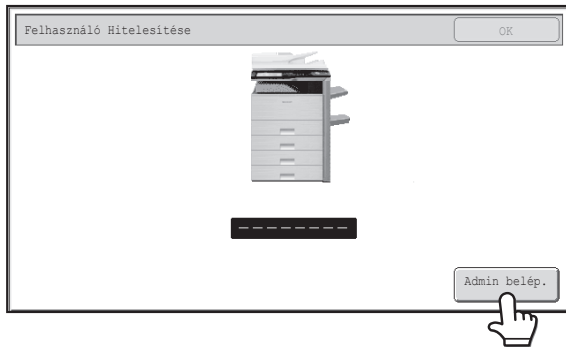 Felhasználó Hitelesítése
OK
--------
Admin belép.